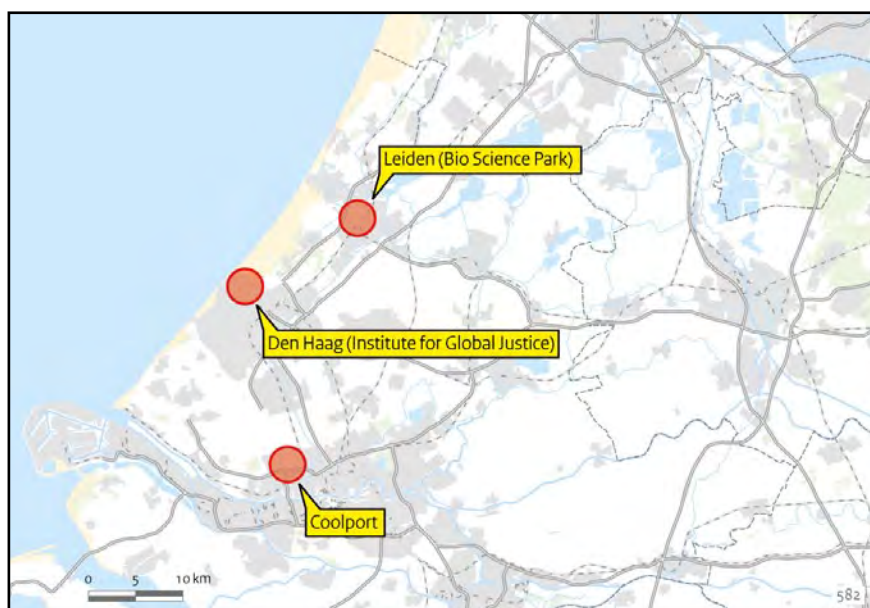 Leiden (Bio Science Park)
Den Haag (Institute for Global Justice)
Coolport
0 5 10 km
582